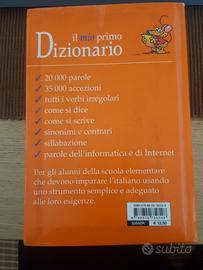 il mio primo
Dizionario
✓ 20 000 parole
✓ 35 000 accezioni
✓ tutti i verbi irregolari
✓ come si dice
✓ come si scrive
✓ sinonimi e contrari
✓ sillabazione
✓ parole dell'informatica e di Internet
Per gli alunni della scuola elementare
che devono imparare l'italiano usando
uno strumento semplice e adeguato
alle loro esigenze.
€ 12,50
subito